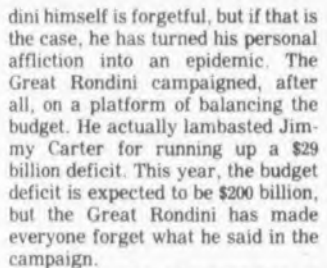 dini himself is forgetful, but if that is
the case, he has turned his personal
affliction into an epidemic. The
Great Rondini campaigned, after
all, on a platform of balancing the
budget. He actually lambasted Jim-
my Carter for running up a $29
billion deficit. This year, the budget
deficit is expected to be $200 billion,
but the Great Rondini has made
everyone forget what he said in the
campaign.